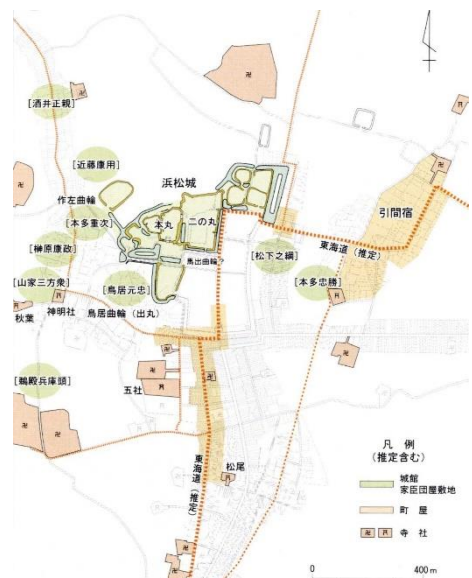 [酒井正親]
[近藤康用]
浜松城
作左曲輪
[本多重次]
本丸
二の丸
引間宿
東海道（推定）
馬出曲輪？
[松下之綱]
[榊原康政]
[山家三方衆]
[鳥居元忠]
[本多忠勝]
秋葉
神明社
鳥居曲輪（出丸）
[鵜殿兵庫頭]
五社
松尾
東海道（推定）
凡例
（推定含む）
城館
家臣団屋敷地
町屋
寺社
0
400m